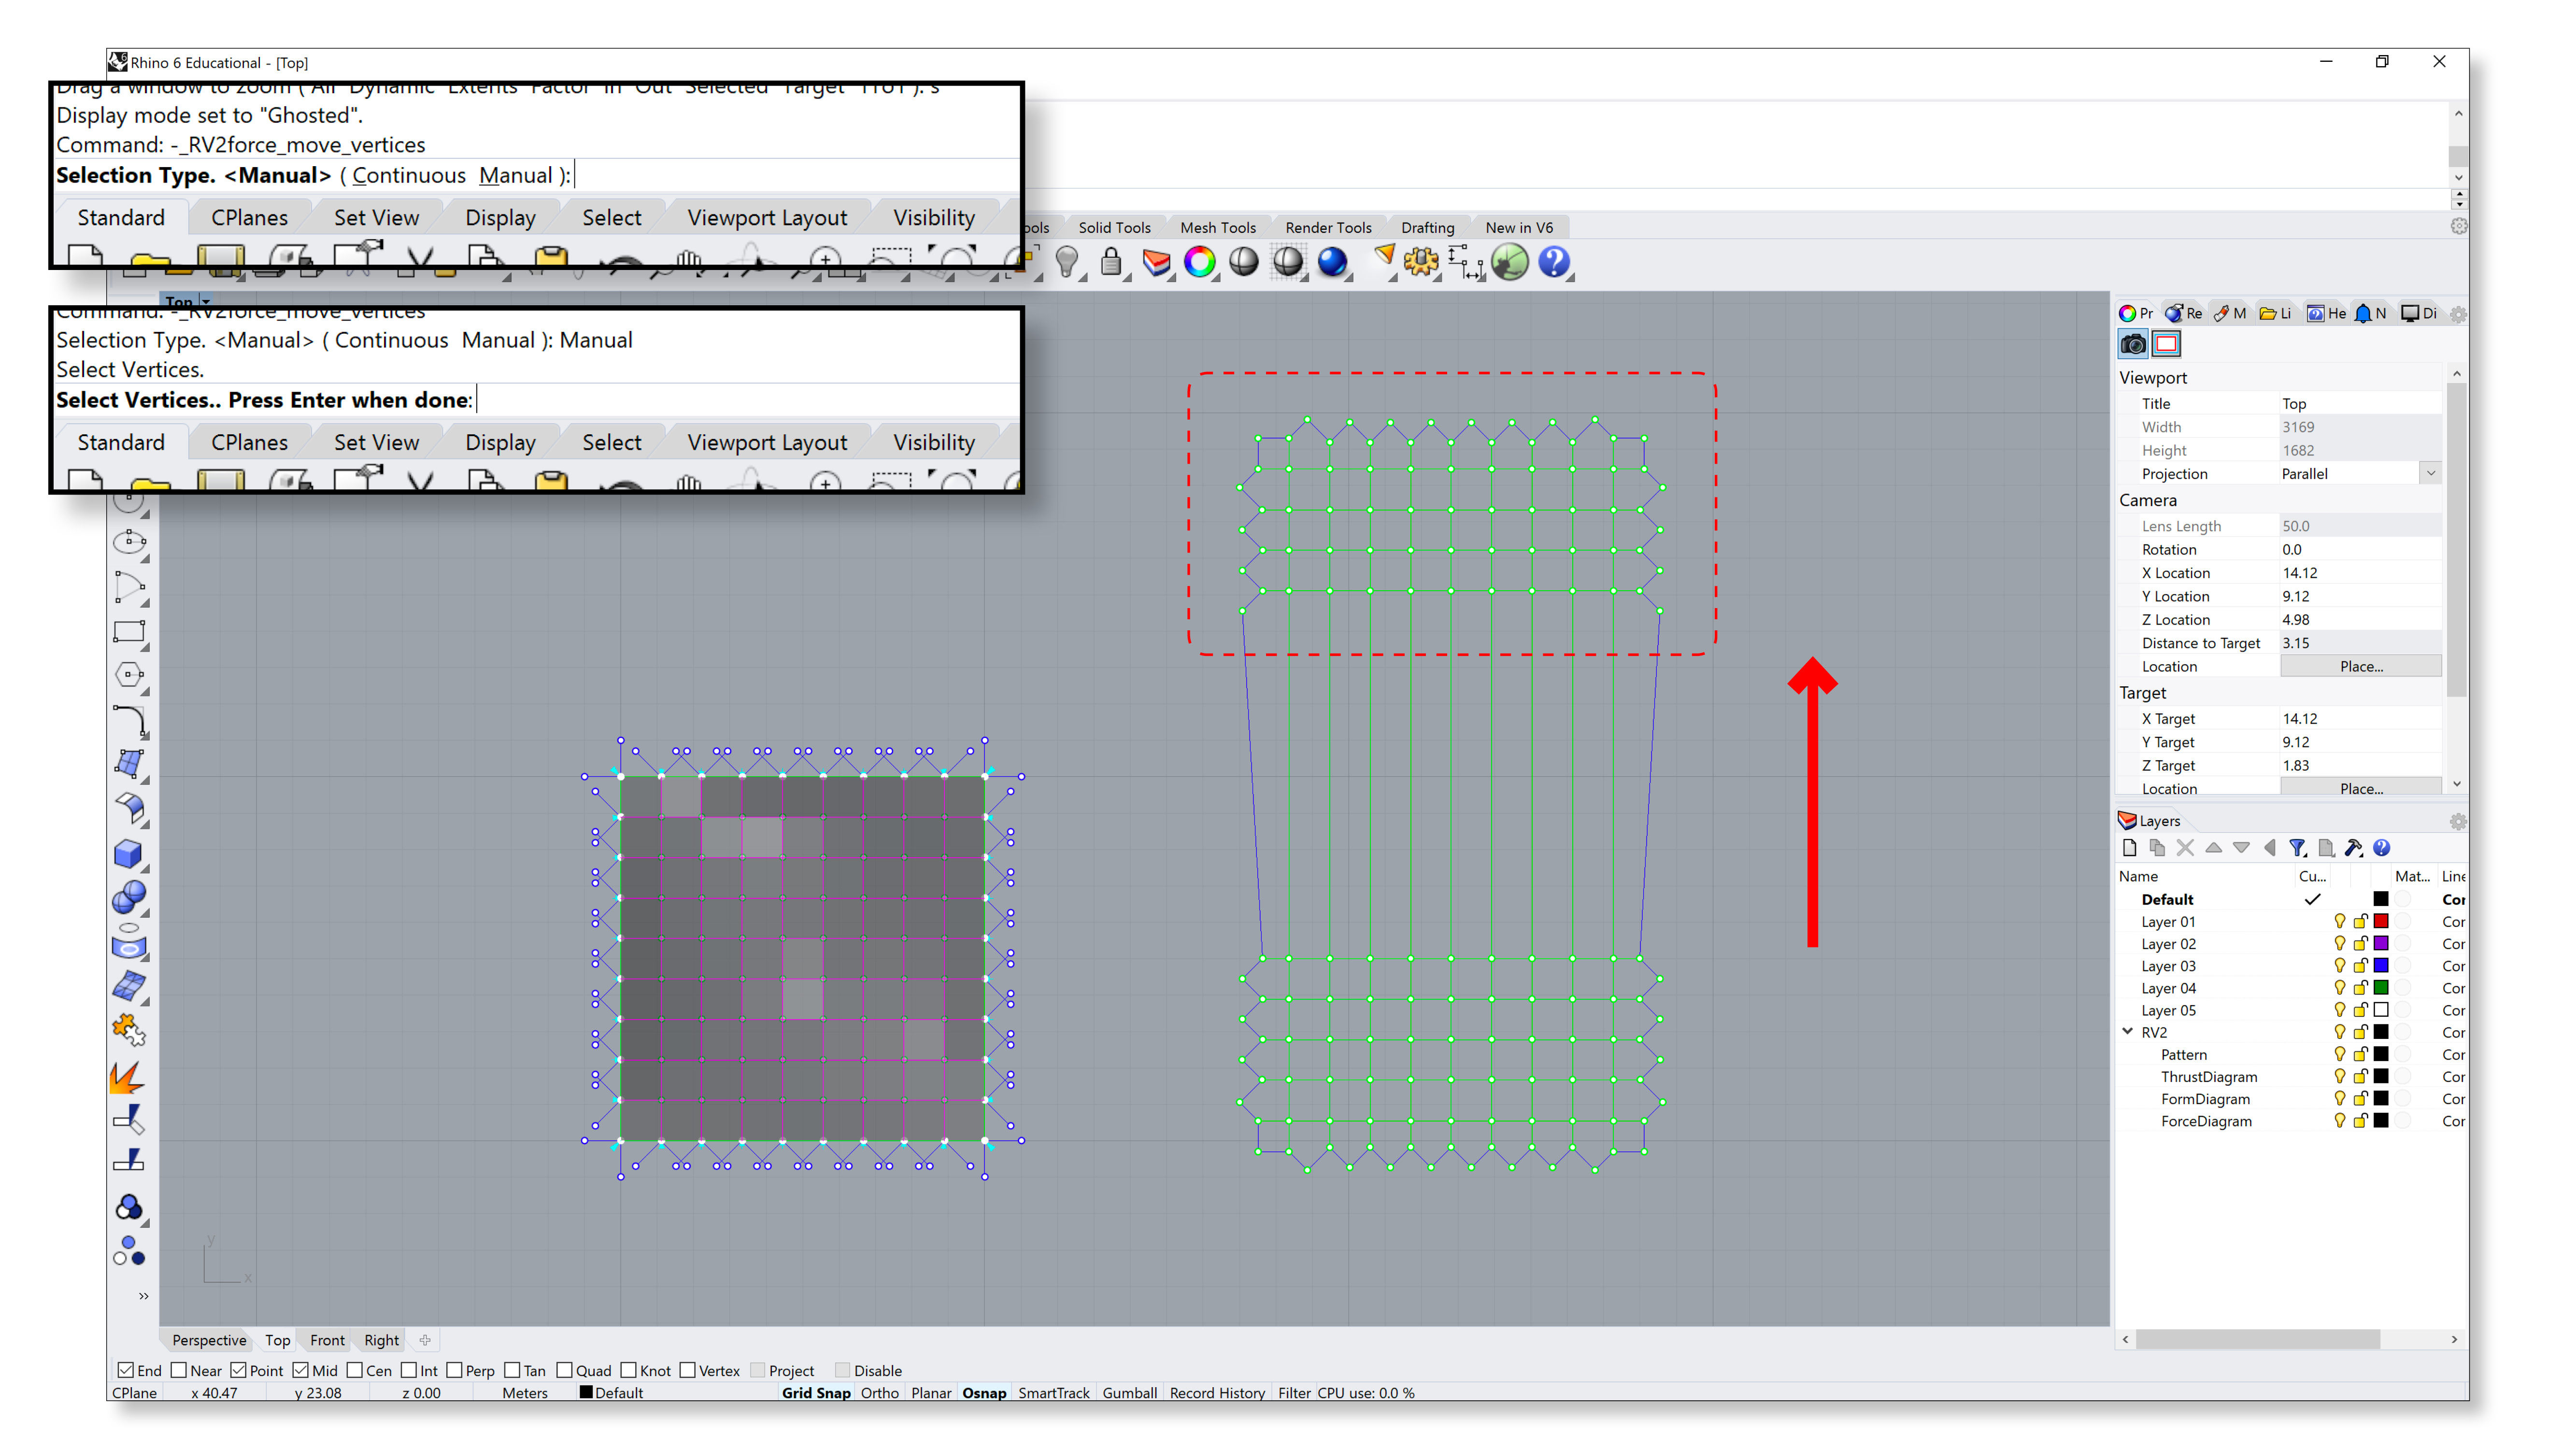 Rhino 6 Educational - [Top]
Drag a window to zoom ( All Dynamic Extents Factor In Out Selected Target 1To1 ): s
Display mode set to "Ghosted".
Command: -_RV2force_move_vertices
Selection Type. <Manual> ( Continuous Manual ):
Standard CPlanes Set View Display Select Viewport Layout Visibility
ools Solid Tools Mesh Tools Render Tools Drafting New in V6
Top
Command: -_RV2force_move_vertices
Selection Type. <Manual> ( Continuous Manual ): Manual
Select Vertices.
Select Vertices.. Press Enter when done:
Standard CPlanes Set View Display Select Viewport Layout Visibility
Pr Re M Li He N Di
Viewport
Title Top
Width 3169
Height 1682
Projection Parallel
Camera
Lens Length 50.0
Rotation 0.0
X Location 14.12
Y Location 9.12
Z Location 4.98
Distance to Target 3.15
Location Place...
Target
X Target 14.12
Y Target 9.12
Z Target 1.83
Location Place...
Layers
Name Cu... Mat... Line
Default Cor
Layer 01 Cor
Layer 02 Cor
Layer 03 Cor
Layer 04 Cor
Layer 05 Cor
RV2 Cor
Pattern Cor
ThrustDiagram Cor
FormDiagram Cor
ForceDiagram Cor
y
x
Perspective Top Front Right
End Near Point Mid Cen Int Perp Tan Quad Knot Vertex Project Disable
CPlane x 40.47 y 23.08 z 0.00 Meters Default Grid Snap Ortho Planar Osnap SmartTrack Gumball Record History Filter CPU use: 0.0 %